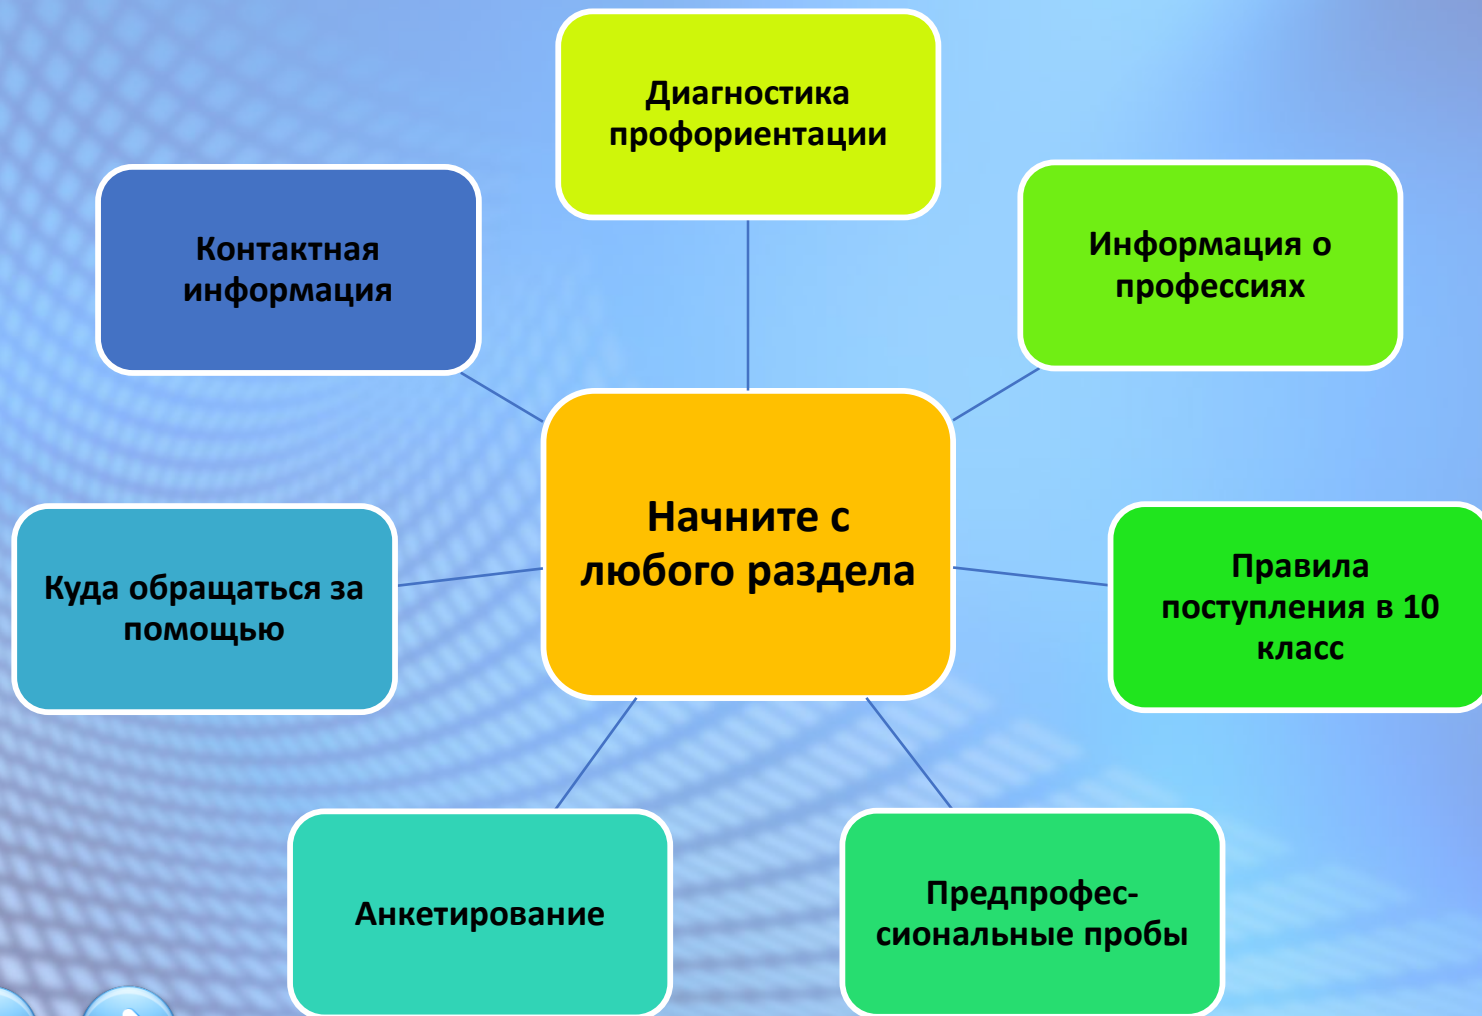 Диагностика
профориентации
Контактная
информация
Информация о
профессиях
Начните с
любого раздела
Куда обращаться за
помощью
Правила
поступления в 10
класс
Анкетирование
Предпрофес-
сиональные пробы